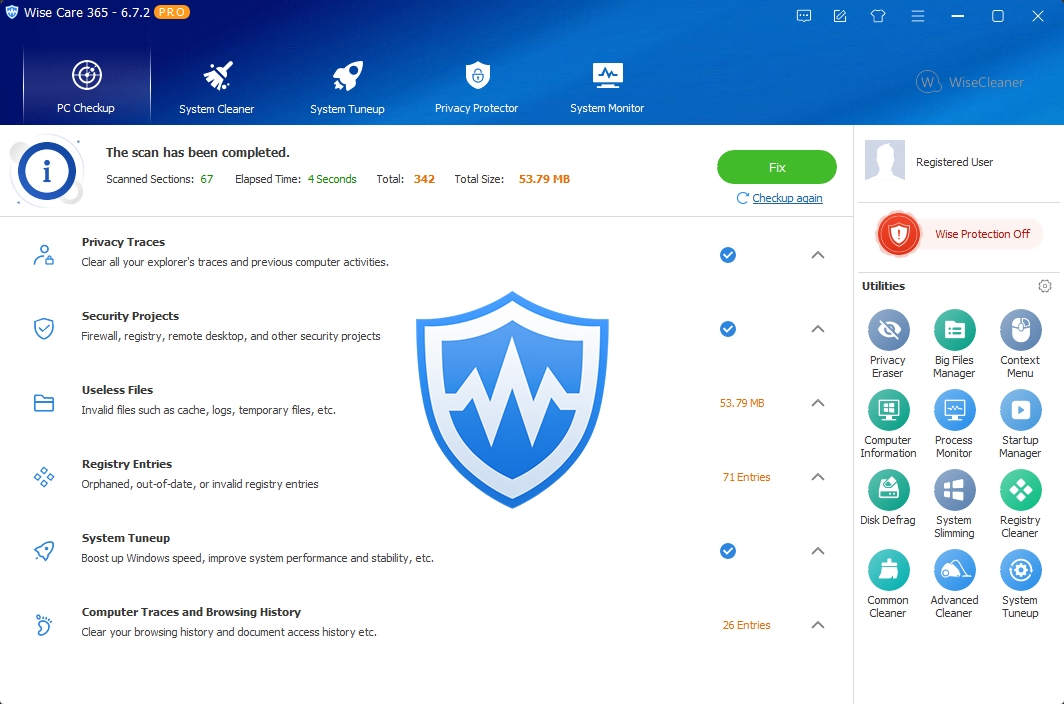 Wise Care 365 - 6.7.2 PRO
PC Checkup
System Cleaner
System Tuneup
Privacy Protector
System Monitor
W WiseCleaner
i
The scan has been completed.
Scanned Sections: 67 Elapsed Time: 4 Seconds Total: 342 Total Size: 53.79 MB
Fix
Checkup again
Privacy Traces
Clear all your explorer's traces and previous computer activities.
Security Projects
Firewall, registry, remote desktop, and other security projects
Useless Files
Invalid files such as cache, logs, temporary files, etc.
53.79 MB
Registry Entries
Orphaned, out-of-date, or invalid registry entries
71 Entries
System Tuneup
Boost up Windows speed, improve system performance and stability, etc.
Computer Traces and Browsing History
Clear your browsing history and document access history etc.
26 Entries
Registered User
Wise Protection Off
Utilities
Privacy
Eraser
Big Files
Manager
Context
Menu
Computer
Information
Process
Monitor
Startup
Manager
Disk Defrag
System
Slimming
Registry
Cleaner
Common
Cleaner
Advanced
Cleaner
System
Tuneup